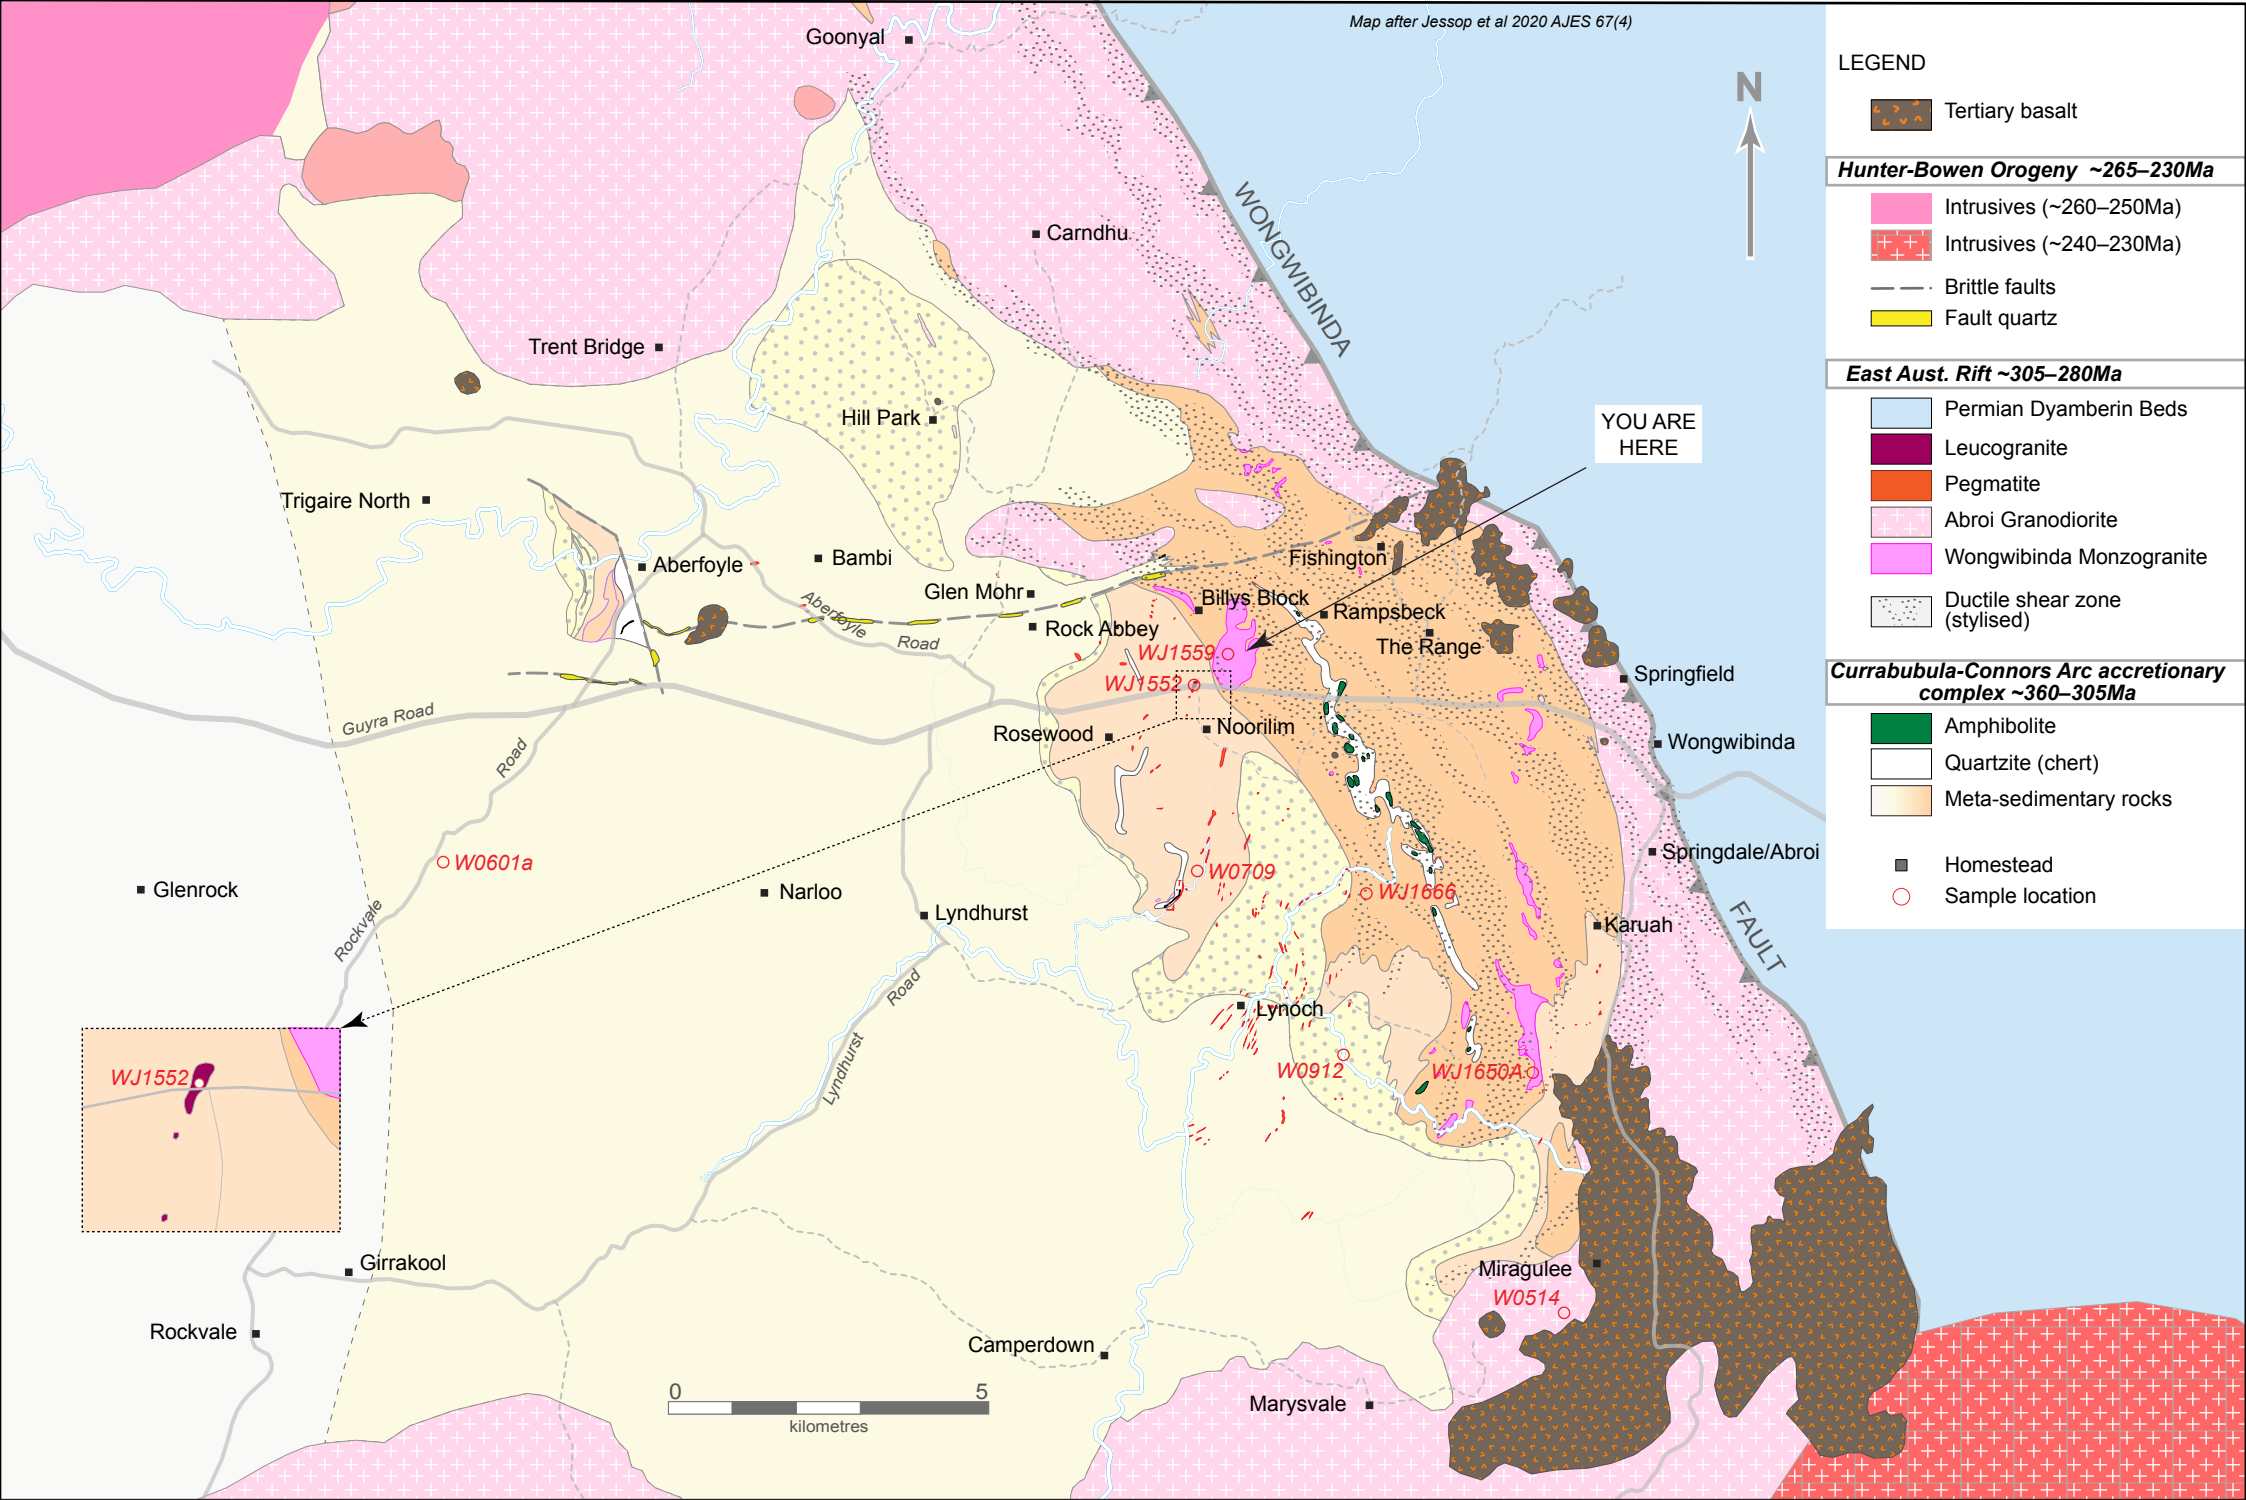 Map after Jessop et al 2020 AJES 67(4)
Goonyal
N
WONGWIBINDA
Carndhu
Trent Bridge
Hill Park
YOU ARE
HERE
Trigaire North
Aberfoyle
Bambi
Fishington
Glen Mohr
Billys Block
Aberfoyle
Road
Rampsbeck
Rock Abbey
The Range
WJ1559
WJ1552
Springfield
Guyra Road
Rosewood
Noorilim
Wongwibinda
Road
Springdale/Abroi
W0601a
W0709
WJ1666
Glenrock
Narloo
Lyndhurst
Karuah
FAULT
Rockvale
Road
Lynoch
Lyndhurst
W0912
WJ1650A
WJ1552
Girrakool
Miragulee
W0514
Rockvale
Camperdown
Marysvale
0 5
kilometres
LEGEND
Tertiary basalt
Hunter-Bowen Orogeny ~265–230Ma
Intrusives (~260–250Ma)
Intrusives (~240–230Ma)
Brittle faults
Fault quartz
East Aust. Rift ~305–280Ma
Permian Dyamberin Beds
Leucogranite
Pegmatite
Abroi Granodiorite
Wongwibinda Monzogranite
Ductile shear zone
(stylised)
Currabubula-Connors Arc accretionary
complex ~360–305Ma
Amphibolite
Quartzite (chert)
Meta-sedimentary rocks
Homestead
Sample location